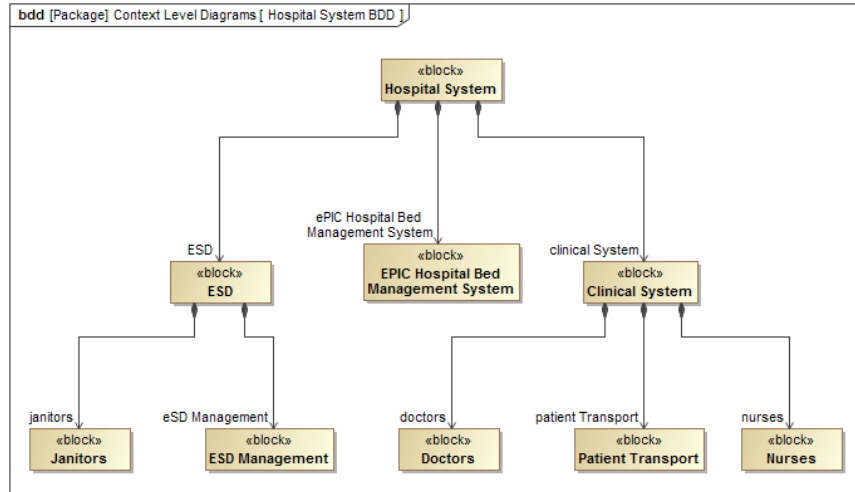 bdd [Package] Context Level Diagrams [ Hospital System BDD ]
«block»
Hospital System
ESD
ePIC Hospital Bed
Management System
clinical System
«block»
ESD
«block»
EPIC Hospital Bed
Management System
«block»
Clinical System
janitors
eSD Management
doctors
patient Transport
nurses
«block»
Janitors
«block»
ESD Management
«block»
Doctors
«block»
Patient Transport
«block»
Nurses